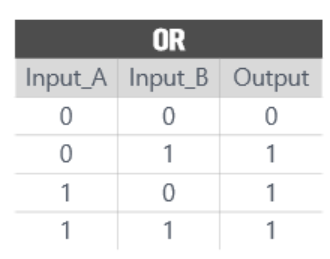 OR
Input_A Input_B Output
0 0 0
0 1 1
1 0 1
1 1 1